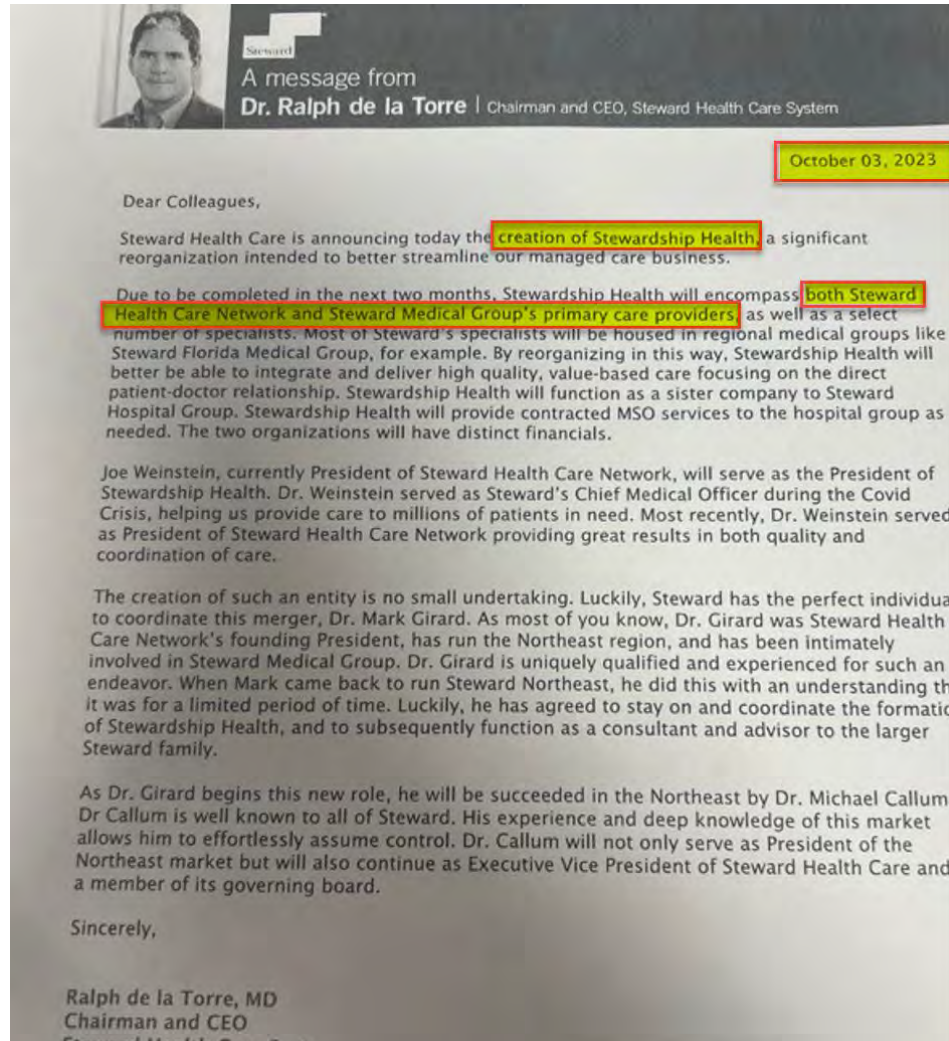 Steward
A message from
Dr. Ralph de la Torre | Chairman and CEO, Steward Health Care System
October 03, 2023
Dear Colleagues,
Steward Health Care is announcing today the creation of Stewardship Health, a significant
reorganization intended to better streamline our managed care business.
Due to be completed in the next two months, Stewardship Health will encompass both Steward
Health Care Network and Steward Medical Group's primary care providers, as well as a select
number of specialists. Most of Steward's specialists will be housed in regional medical groups like
Steward Florida Medical Group, for example. By reorganizing in this way, Stewardship Health will
better be able to integrate and deliver high quality, value-based care focusing on the direct
patient-doctor relationship. Stewardship Health will function as a sister company to Steward
Hospital Group. Stewardship Health will provide contracted MSO services to the hospital group as
needed. The two organizations will have distinct financials.
Joe Weinstein, currently President of Steward Health Care Network, will serve as the President of
Stewardship Health. Dr. Weinstein served as Steward's Chief Medical Officer during the Covid
Crisis, helping us provide care to millions of patients in need. Most recently, Dr. Weinstein served
as President of Steward Health Care Network providing great results in both quality and
coordination of care.
The creation of such an entity is no small undertaking. Luckily, Steward has the perfect individua
to coordinate this merger, Dr. Mark Girard. As most of you know, Dr. Girard was Steward Health
Care Network's founding President, has run the Northeast region, and has been intimately
involved in Steward Medical Group. Dr. Girard is uniquely qualified and experienced for such an
endeavor. When Mark came back to run Steward Northeast, he did this with an understanding th
it was for a limited period of time. Luckily, he has agreed to stay on and coordinate the formatio
of Stewardship Health, and to subsequently function as a consultant and advisor to the larger
Steward family.
As Dr. Girard begins this new role, he will be succeeded in the Northeast by Dr. Michael Callum
Dr Callum is well known to all of Steward. His experience and deep knowledge of this market
allows him to effortlessly assume control. Dr. Callum will not only serve as President of the
Northeast market but will also continue as Executive Vice President of Steward Health Care and
a member of its governing board.
Sincerely,
Ralph de la Torre, MD
Chairman and CEO